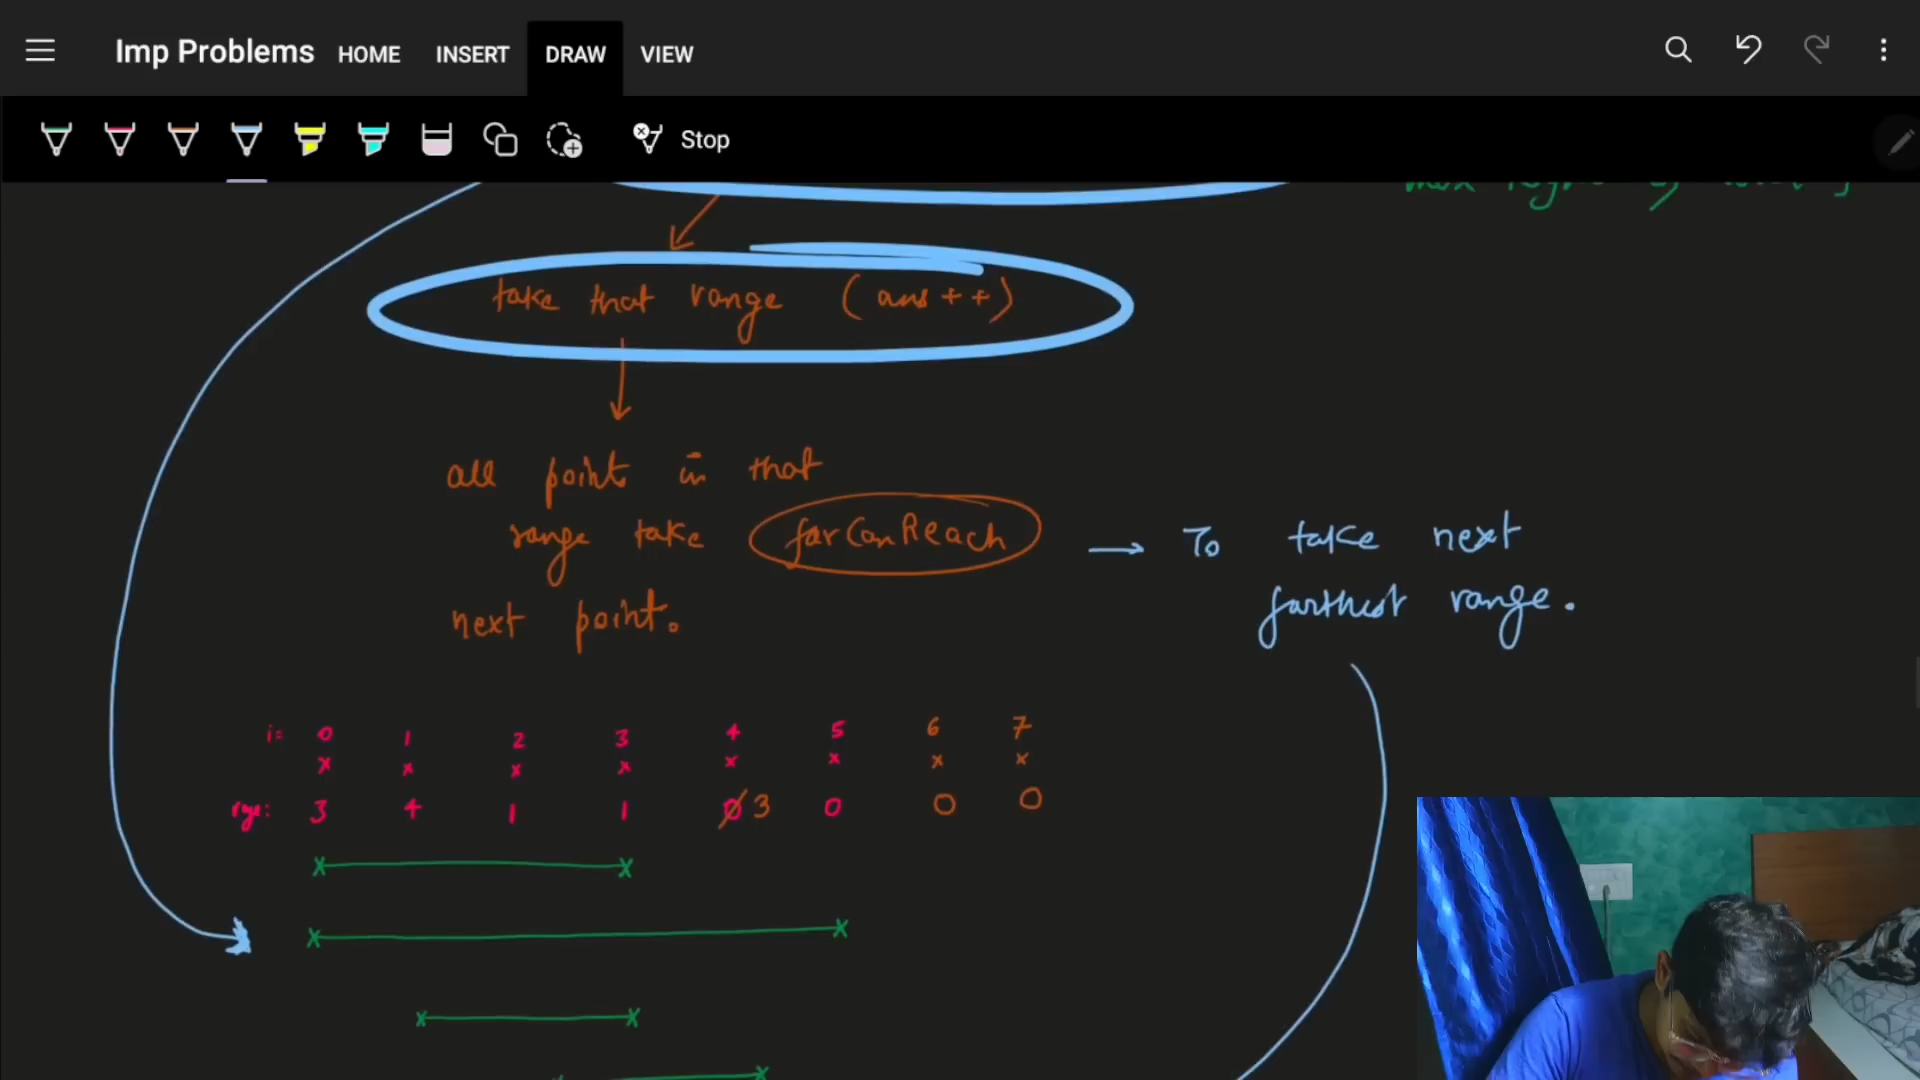 Imp Problems HOME INSERT DRAW VIEW
Stop
take that range (ans++)
all point in that
range take farCanReach → To take next
farthest range.
next point.
i= 0 1 2 3 4 5 6 7
x x x x x x x x
rge: 3 4 1 1 0 3 0 0 0